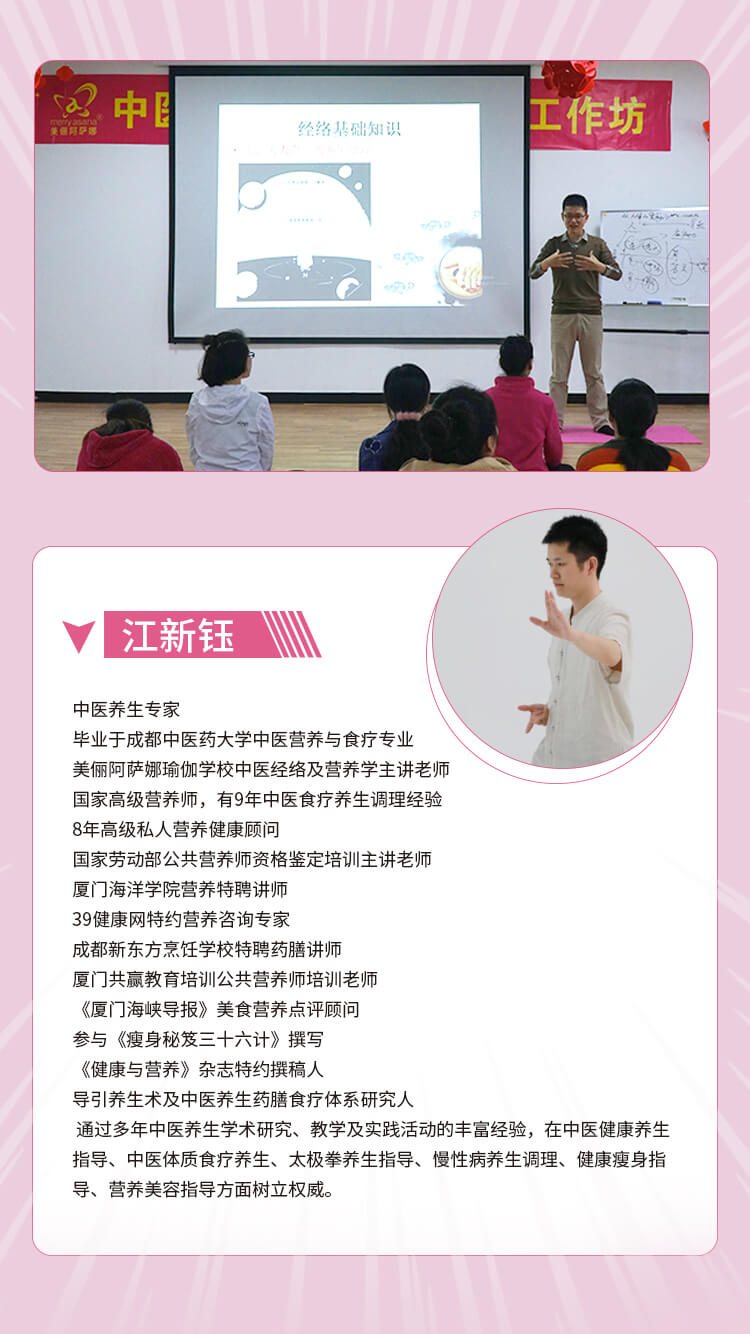 merry asana®
美俪阿萨娜
中医
工作坊
经络基础知识
江新钰
中医养生专家
毕业于成都中医药大学中医营养与食疗专业
美俪阿萨娜瑜伽学校中医经络及营养学主讲老师
国家高级营养师，有9年中医食疗养生调理经验
8年高级私人营养健康顾问
国家劳动部公共营养师资格鉴定培训主讲老师
厦门海洋学院营养特聘讲师
39健康网特约营养咨询专家
成都新东方烹饪学校特聘药膳讲师
厦门共赢教育培训公共营养师培训老师
《厦门海峡导报》美食营养点评顾问
参与《瘦身秘笈三十六计》撰写
《健康与营养》杂志特约撰稿人
导引养生术及中医养生药膳食疗体系研究人
通过多年中医养生学术研究、教学及实践活动的丰富经验，在中医健康养生
指导、中医体质食疗养生、太极拳养生指导、慢性病养生调理、健康瘦身指
导、营养美容指导方面树立权威。